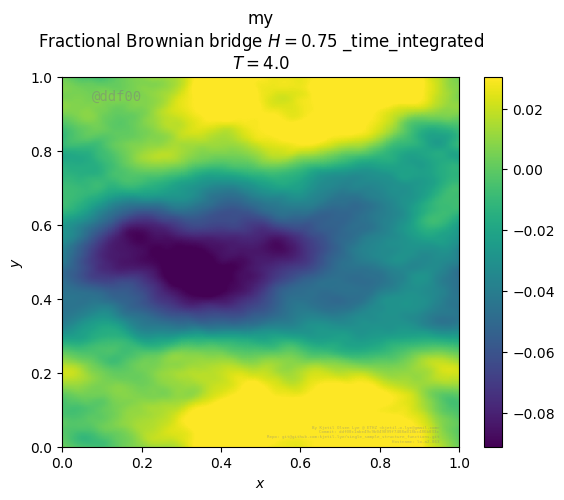 my
Fractional Brownian bridge H = 0.75 _time_integrated
T = 4.0
@ddf00
1.0
0.8
0.6
0.4
0.2
0.0
y
0.0 0.2 0.4 0.6 0.8 1.0
x
0.02
0.00
−0.02
−0.04
−0.06
−0.08